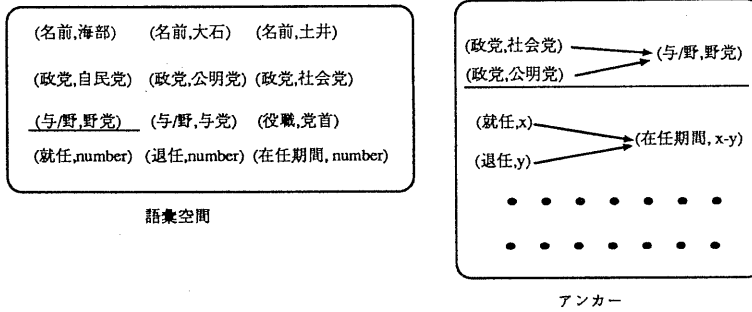 (名前,海部) (名前,大石) (名前,土井)
(政党,自民党) (政党,公明党) (政党,社会党)
(与/野,野党) (与/野,与党) (役職,党首)
(就任,number) (退任,number) (在任期間, number)
語彙空間
(政党,社会党)
(政党,公明党)
(与/野,野党)
(就任,x)
(退任,y)
(在任期間, x-y)
アンカー